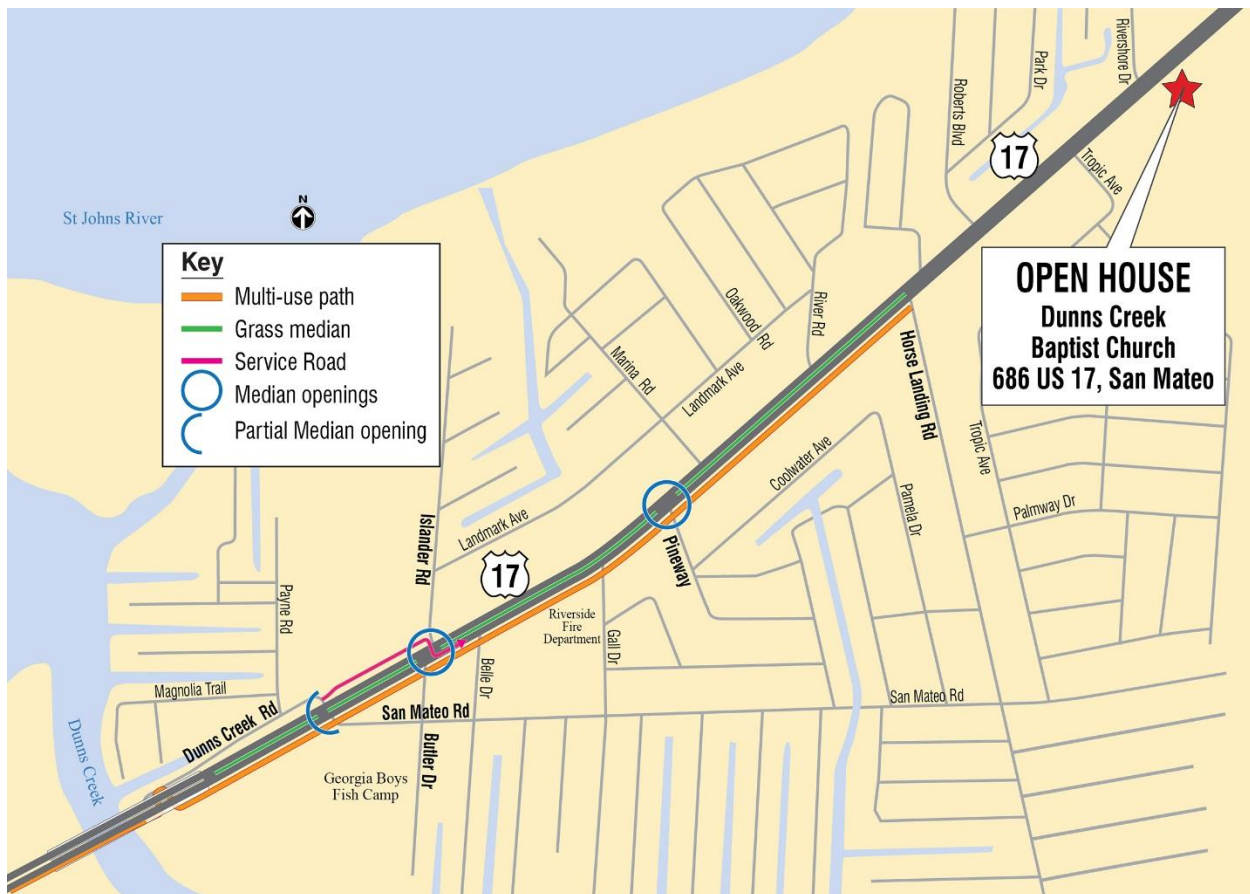 Rivershore Dr
Park Dr
Roberts Blvd
17
Tropic Ave
St Johns River
N
Key
Multi-use path
Grass median
Service Road
Median openings
Partial Median opening
OPEN HOUSE
Dunns Creek
Baptist Church
686 US 17, San Mateo
Oakwood Rd
River Rd
Marina Rd
Landmark Ave
Horse Landing Rd
Tropic Ave
Coolwater Ave
Pamela Dr
Palmway Dr
Islander Rd
Landmark Ave
17
Pineway
Payne Rd
Riverside
Fire
Department
Gall Dr
Belle Dr
Magnolia Trail
San Mateo Rd
Dunns Creek Rd
San Mateo Rd
Butler Dr
Dunns Creek
Georgia Boys
Fish Camp